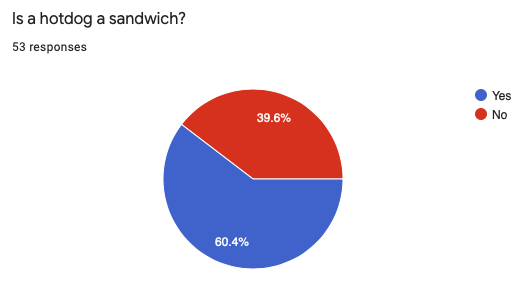 Is a hotdog a sandwich?
53 responses
Yes
No
39.6%
60.4%